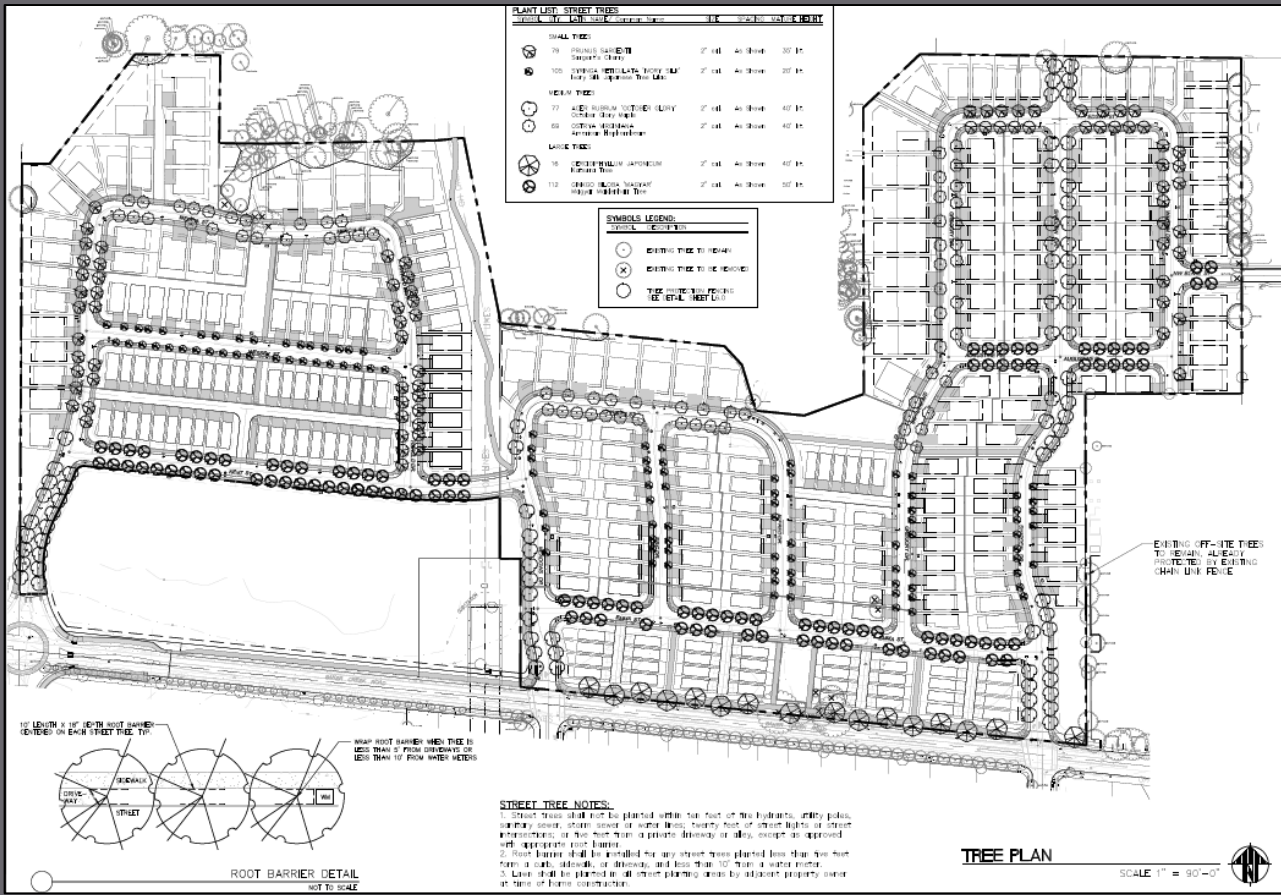 PLANT LIST: STREET TREES
SYMBOL QTY LATIN NAME/ Common Name SIZE SPACING MATURE HEIGHT
SMALL TREES
79 PRUNUS SARGENTII 2" cal. As Shown 35' ht.
Sargent's Cherry
105 SYRINGA RETICULATA 'IVORY SILK' 2" cal. As Shown 20' ht.
Ivory Silk Japanese Tree Lilac
MEDIUM TREES
77 ACER RUBRUM 'OCTOBER GLORY' 2" cal. As Shown 40' ht.
October Glory Maple
69 OSTRYA VIRGINIANA 2" cal. As Shown 40' ht.
American Hophornbeam
LARGE TREES
16 CERCIDIPHYLLUM JAPONICUM 2" cal. As Shown 40' ht.
Katsura Tree
112 GINKGO BILOBA 'MAGYAR' 2" cal. As Shown 50' ht.
Magyar Maidenhair Tree
SYMBOLS LEGEND:
SYMBOL DESCRIPTION
EXISTING TREE TO REMAIN
EXISTING TREE TO BE REMOVED
TREE PROTECTION FENCING
SEE DETAIL SHEET L6.0
EXISTING OFF-SITE TREES
TO REMAIN, ALREADY
PROTECTED BY EXISTING
CHAIN LINK FENCE
10' LENGTH X 18" DEPTH ROOT BARRIER
CENTERED ON EACH STREET TREE, TYP.
WRAP ROOT BARRIER WHEN TREE IS
LESS THAN 5' FROM DRIVEWAYS OR
LESS THAN 10' FROM WATER METERS
SIDEWALK
DRIVE-
WAY
WM
STREET
ROOT BARRIER DETAIL
NOT TO SCALE
STREET TREE NOTES:
1. Street trees shall not be planted within ten feet of fire hydrants, utility poles,
sanitary sewer, storm sewer or water lines; twenty feet of street lights or street
intersections; or five feet from a private driveway or alley, except as approved
with appropriate root barrier.
2. Root barrier shall be installed for any street trees planted less than five feet
form a curb, sidewalk, or driveway, and less than 10' from a water meter.
3. Lawn shall be planted in all street planting areas by adjacent property owner
at time of home construction.
TREE PLAN
SCALE 1" = 90'-0"
N